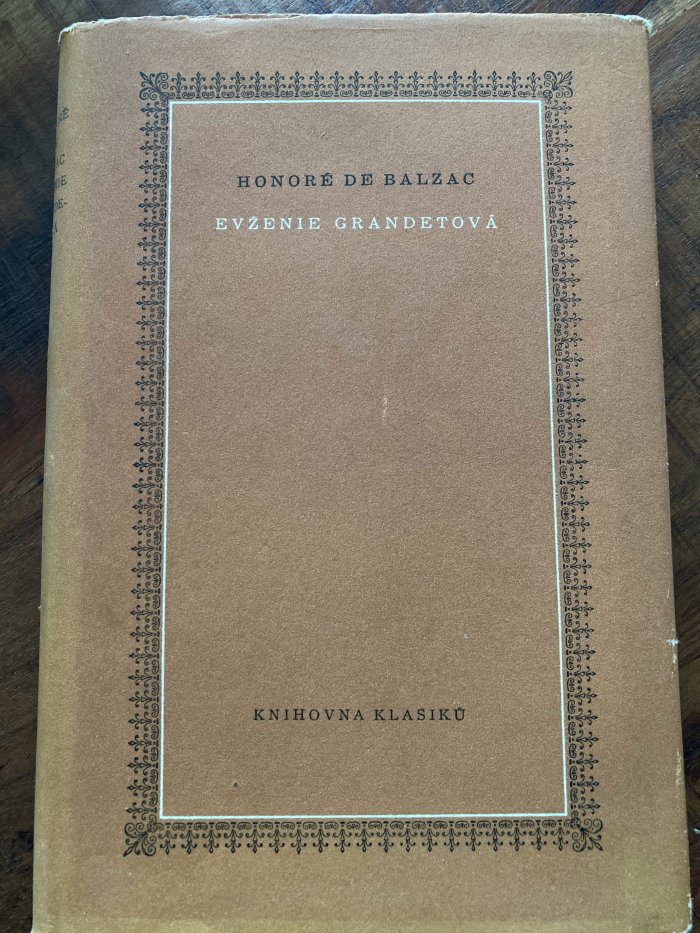 HONORÉ DE BALZAC
EVŽENIE GRANDETOVÁ
KNIHOVNA KLASIKŮ